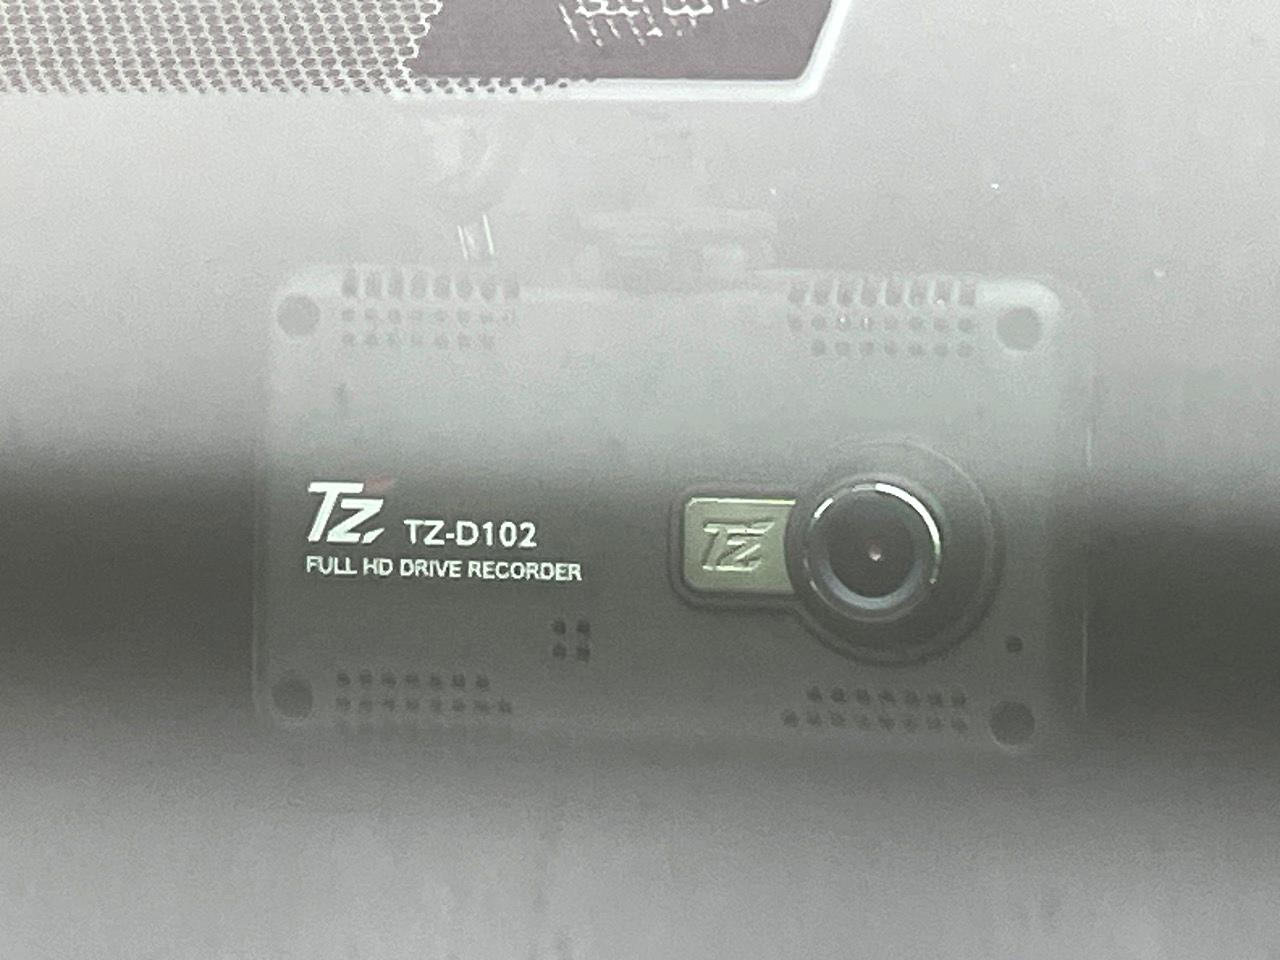 TZ TZ-D102
FULL HD DRIVE RECORDER
TZ